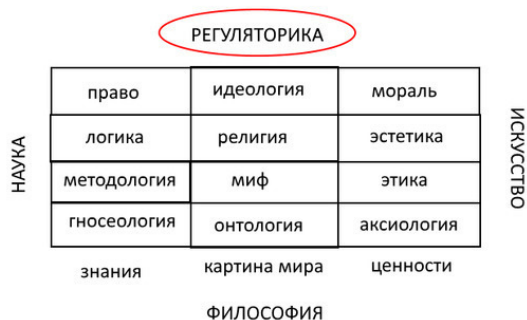 РЕГУЛЯТОРИКА
право идеология мораль
логика религия эстетика
методология миф этика
гносеология онтология аксиология
знания картина мира ценности
ФИЛОСОФИЯ
НАУКА
ИСКУССТВО